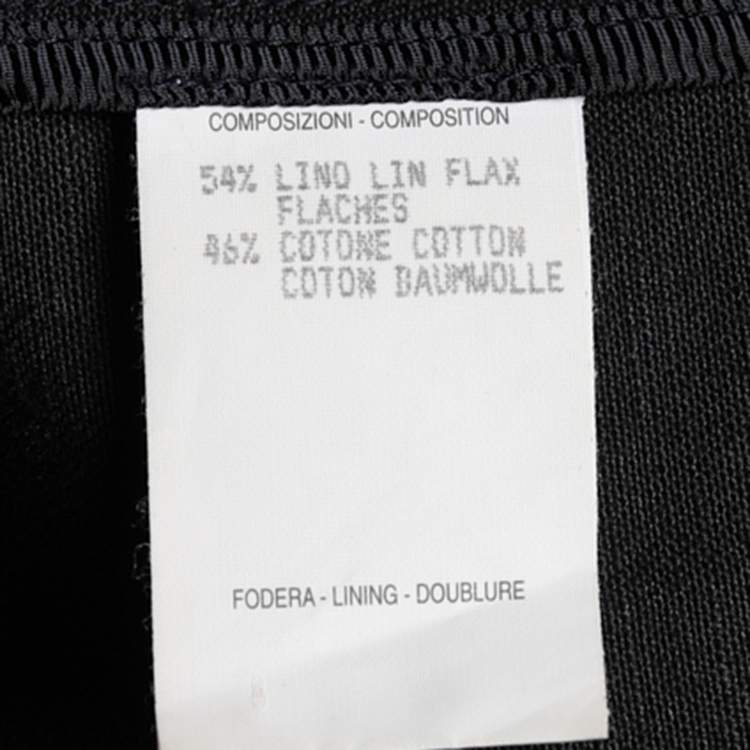 COMPOSIZIONI - COMPOSITION
54% LINO LIN FLAX
FLACHES
46% COTONE COTTON
COTON BAUMWOLLE
FODERA - LINING - DOUBLURE